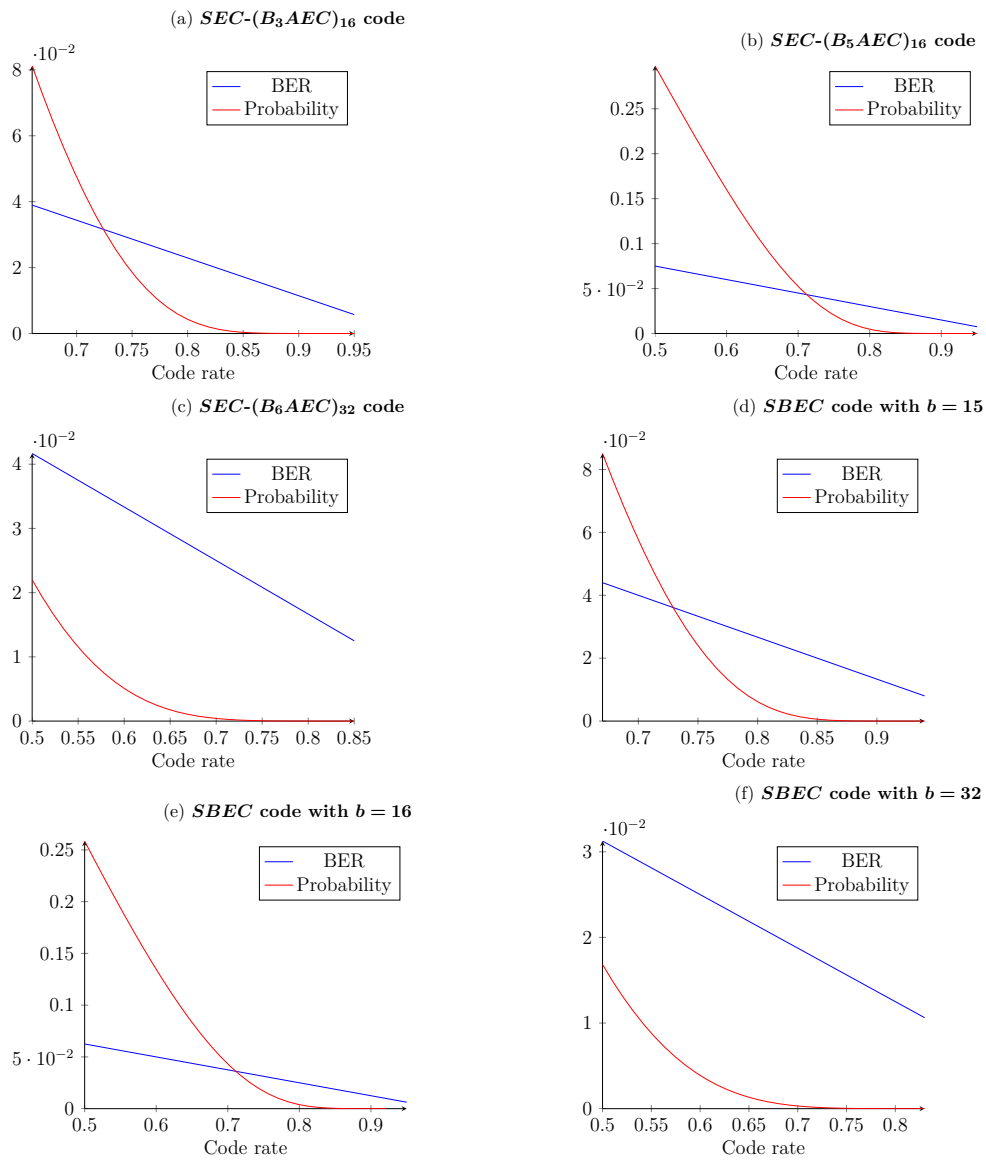 (a) SEC-(B₃AEC)₁₆ code
·10⁻²
8
6
4
2
0
0.7 0.75 0.8 0.85 0.9 0.95
Code rate
BER
Probability
(b) SEC-(B₅AEC)₁₆ code
0.25
0.2
0.15
0.1
5 · 10⁻²
0
0.5 0.6 0.7 0.8 0.9
Code rate
BER
Probability
(c) SEC-(B₆AEC)₃₂ code
·10⁻²
4
3
2
1
0
0.5 0.55 0.6 0.65 0.7 0.75 0.8 0.85
Code rate
BER
Probability
(d) SBEC code with b = 15
·10⁻²
8
6
4
2
0
0.7 0.75 0.8 0.85 0.9
Code rate
BER
Probability
(e) SBEC code with b = 16
0.25
0.2
0.15
0.1
5 · 10⁻²
0
0.5 0.6 0.7 0.8 0.9
Code rate
BER
Probability
(f) SBEC code with b = 32
·10⁻²
3
2
1
0
0.5 0.55 0.6 0.65 0.7 0.75 0.8
Code rate
BER
Probability